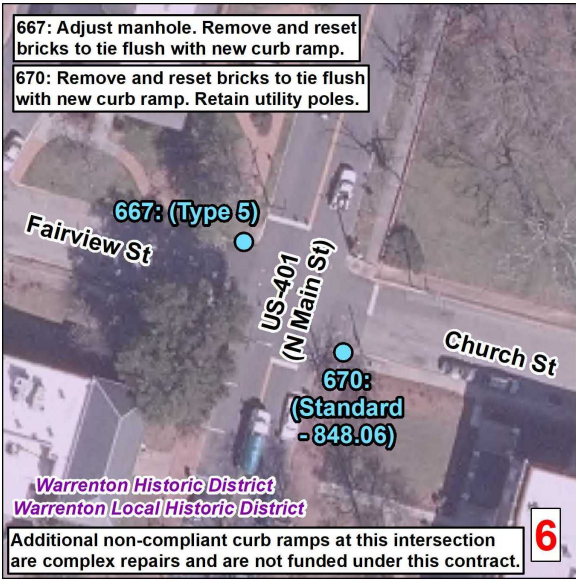 667: Adjust manhole. Remove and reset
bricks to tie flush with new curb ramp.
670: Remove and reset bricks to tie flush
with new curb ramp. Retain utility poles.
667: (Type 5)
Fairview St
US-401
(N Main St)
Church St
670:
(Standard
- 848.06)
Warrenton Historic District
Warrenton Local Historic District
Additional non-compliant curb ramps at this intersection
are complex repairs and are not funded under this contract.
6